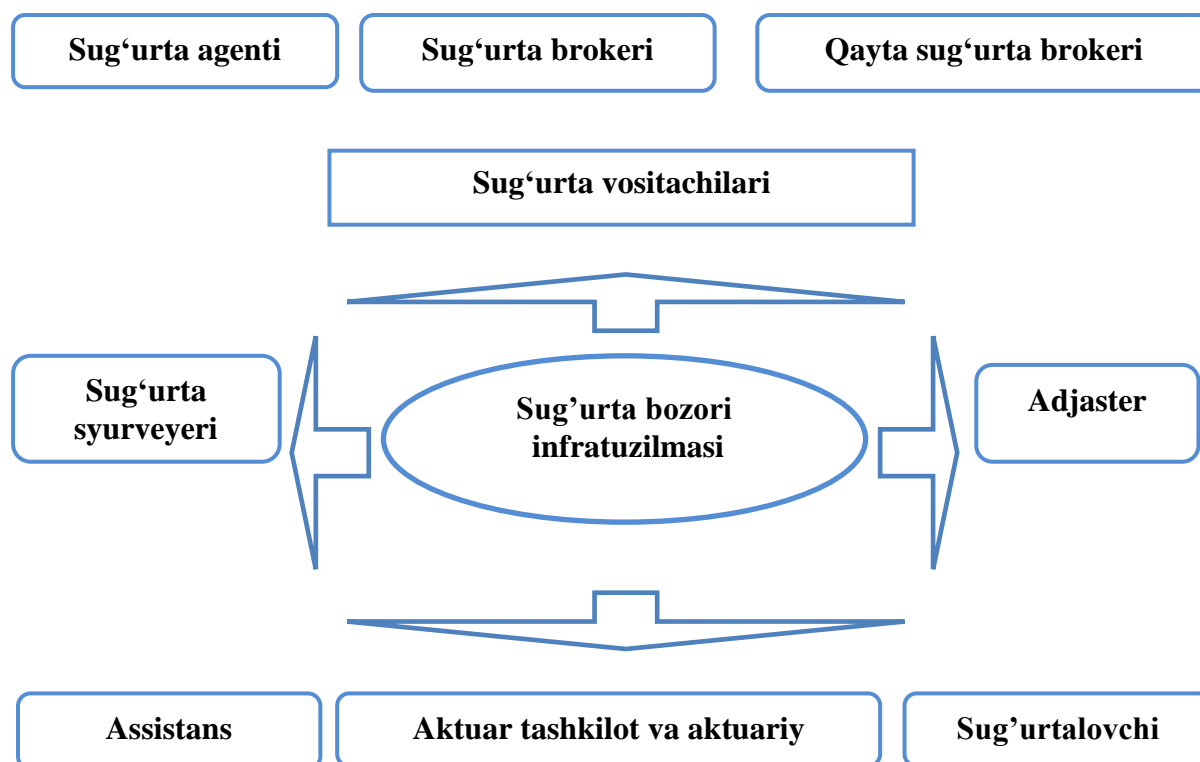 Sug‘urta agenti
Sug‘urta brokeri
Qayta sug‘urta brokeri
Sug‘urta vositachilari
Sug‘urta
syurveyeri
Sug’urta bozori
infratuzilmasi
Adjaster
Assistans
Aktuar tashkilot va aktuariy
Sug’urtalovchi